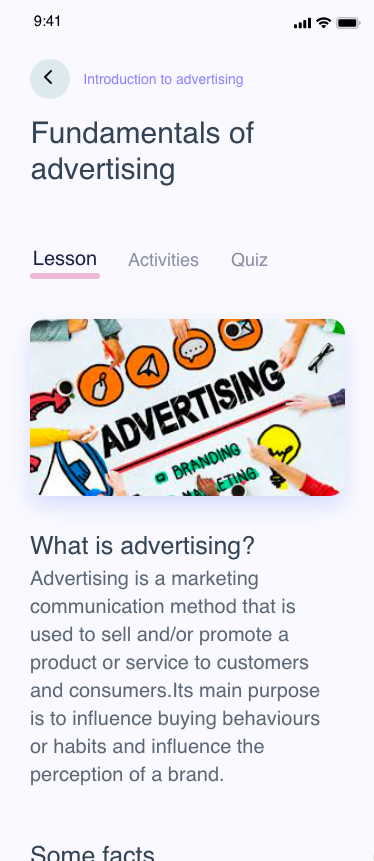 9:41
Introduction to advertising
Fundamentals of
advertising
Lesson Activities Quiz
ADVERTISING
BRANDING
What is advertising?
Advertising is a marketing
communication method that is
used to sell and/or promote a
product or service to customers
and consumers.Its main purpose
is to influence buying behaviours
or habits and influence the
perception of a brand.
Some facts